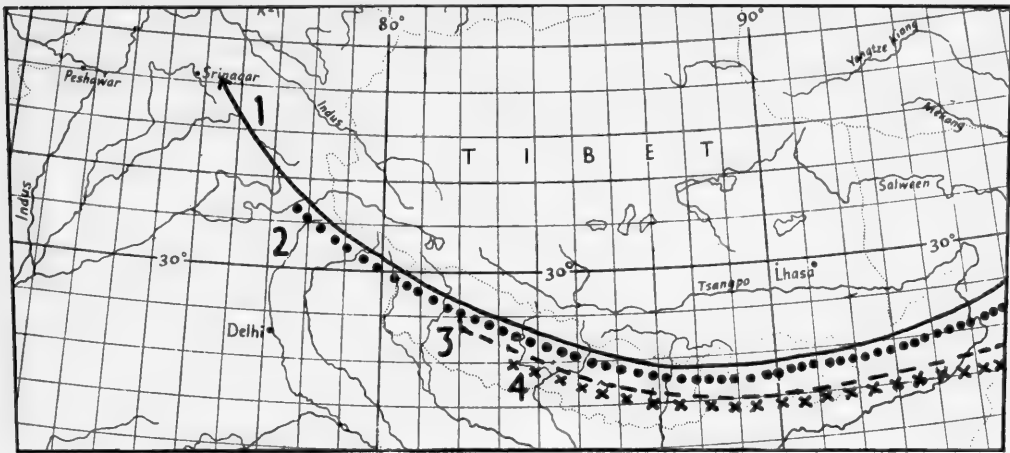 80°
90°
Yangtze Kiang
Peshawar
Srinagar
1
Indus
Mekong
TIBET
Salween
Indus
2
30°
30°
30°
Lhasa
Tsangpo
Delhi
3
4